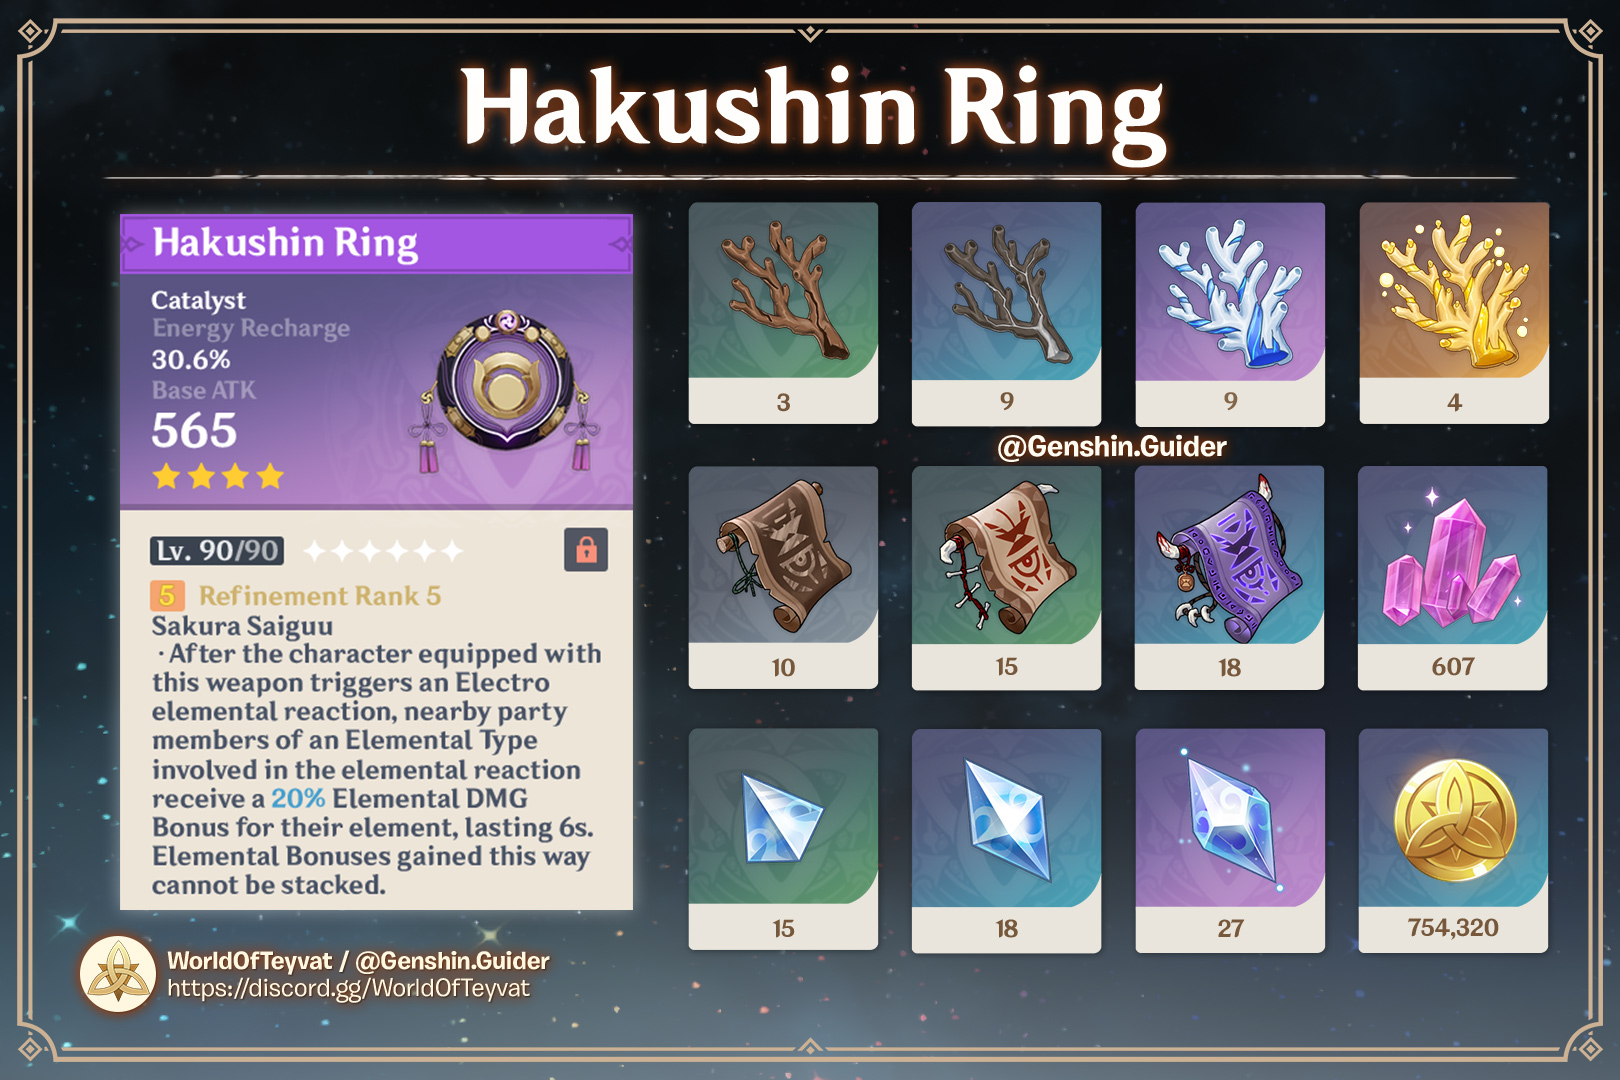 Hakushin Ring
Hakushin Ring
Catalyst
Energy Recharge
30.6%
Base ATK
565
Lv. 90/90
5 Refinement Rank 5
Sakura Saiguu
·After the character equipped with
this weapon triggers an Electro
elemental reaction, nearby party
members of an Elemental Type
involved in the elemental reaction
receive a 20% Elemental DMG
Bonus for their element, lasting 6s.
Elemental Bonuses gained this way
cannot be stacked.
3 9 9 4
@Genshin.Guider
10 15 18 607
15 18 27 754,320
WorldOfTeyvat / @Genshin.Guider
https://discord.gg/WorldOfTeyvat